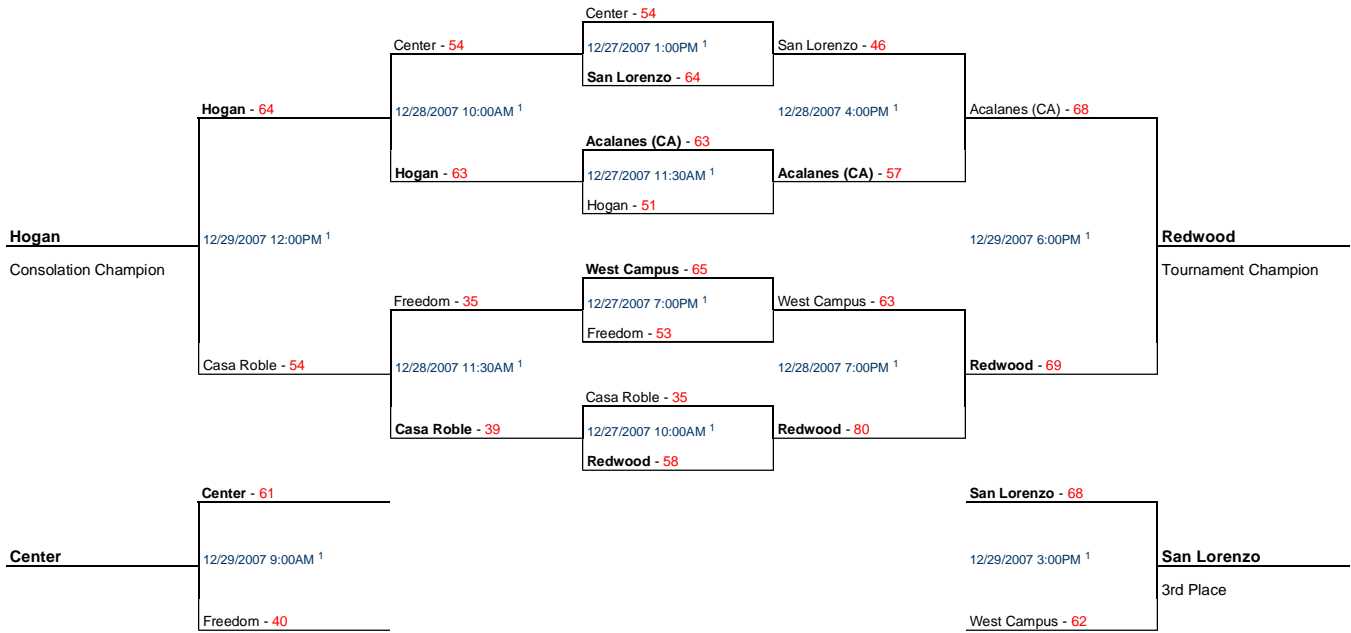 Center - 54
Center - 54
12/27/2007 1:00PM 1
San Lorenzo - 46
San Lorenzo - 64
Hogan - 64
12/28/2007 10:00AM 1
12/28/2007 4:00PM 1
Acalanes (CA) - 68
Acalanes (CA) - 63
Hogan - 63
12/27/2007 11:30AM 1
Acalanes (CA) - 57
Hogan - 51
Hogan
12/29/2007 12:00PM 1
12/29/2007 6:00PM 1
Redwood
Consolation Champion
West Campus - 65
Tournament Champion
Freedom - 35
12/27/2007 7:00PM 1
West Campus - 63
Freedom - 53
Casa Roble - 54
12/28/2007 11:30AM 1
12/28/2007 7:00PM 1
Redwood - 69
Casa Roble - 35
Casa Roble - 39
12/27/2007 10:00AM 1
Redwood - 80
Redwood - 58
Center - 61
San Lorenzo - 68
Center
12/29/2007 9:00AM 1
12/29/2007 3:00PM 1
San Lorenzo
3rd Place
Freedom - 40
West Campus - 62